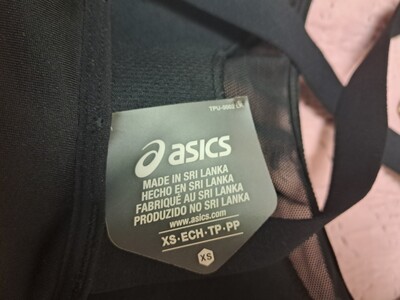 asics
MADE IN SRI LANKA
HECHO EN SRI LANKA
FABRIQUÉ AU SRI LANKA
PRODUZIDO NO SRI LANKA
www.asics.com
XS·ECH·TP·PP
XS